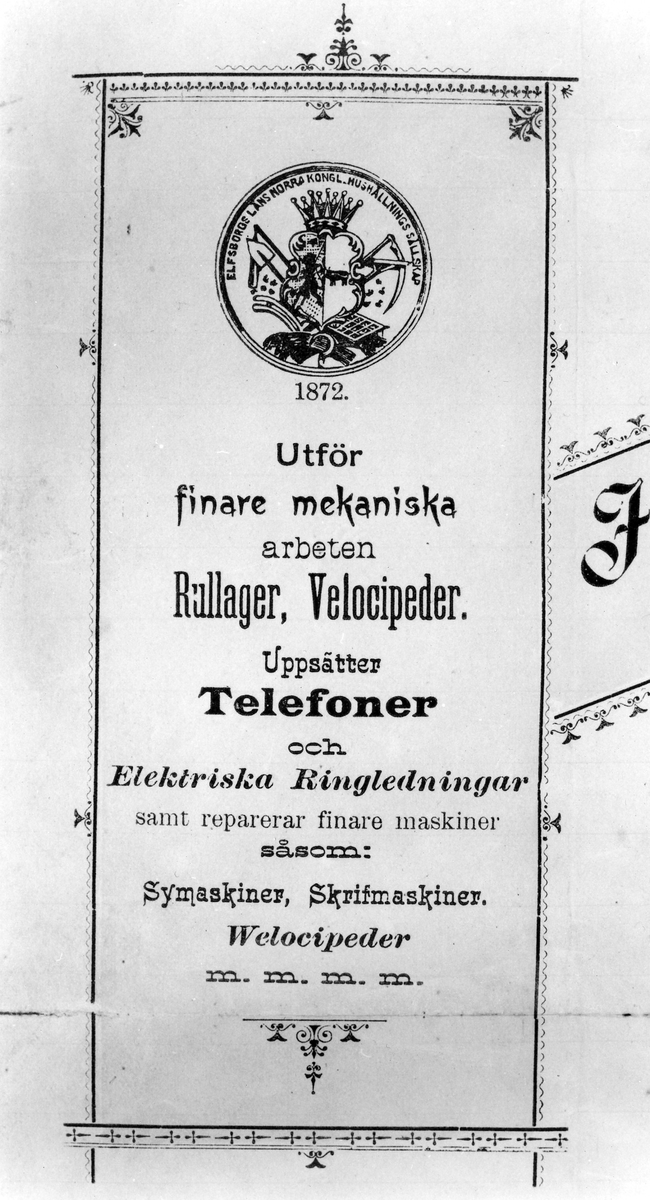 ELFSBORGS LÄNS NORRA KONGL. HUSHÅLLNINGS SÄLLSKAP
1872.
Utför
finare mekaniska
arbeten
Rullager, Velocipeder.
Uppsätter
Telefoner
och
Elektriska Ringledningar
samt reparerar finare maskiner
såsom:
Symaskiner, Skrifmaskiner.
Welocipeder
m. m. m. m.